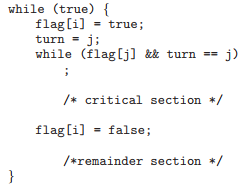 while (true) {
flag[i] = true;
turn = j;
while (flag[j] && turn == j)
;
/* critical section */
flag[i] = false;
/*remainder section */
}